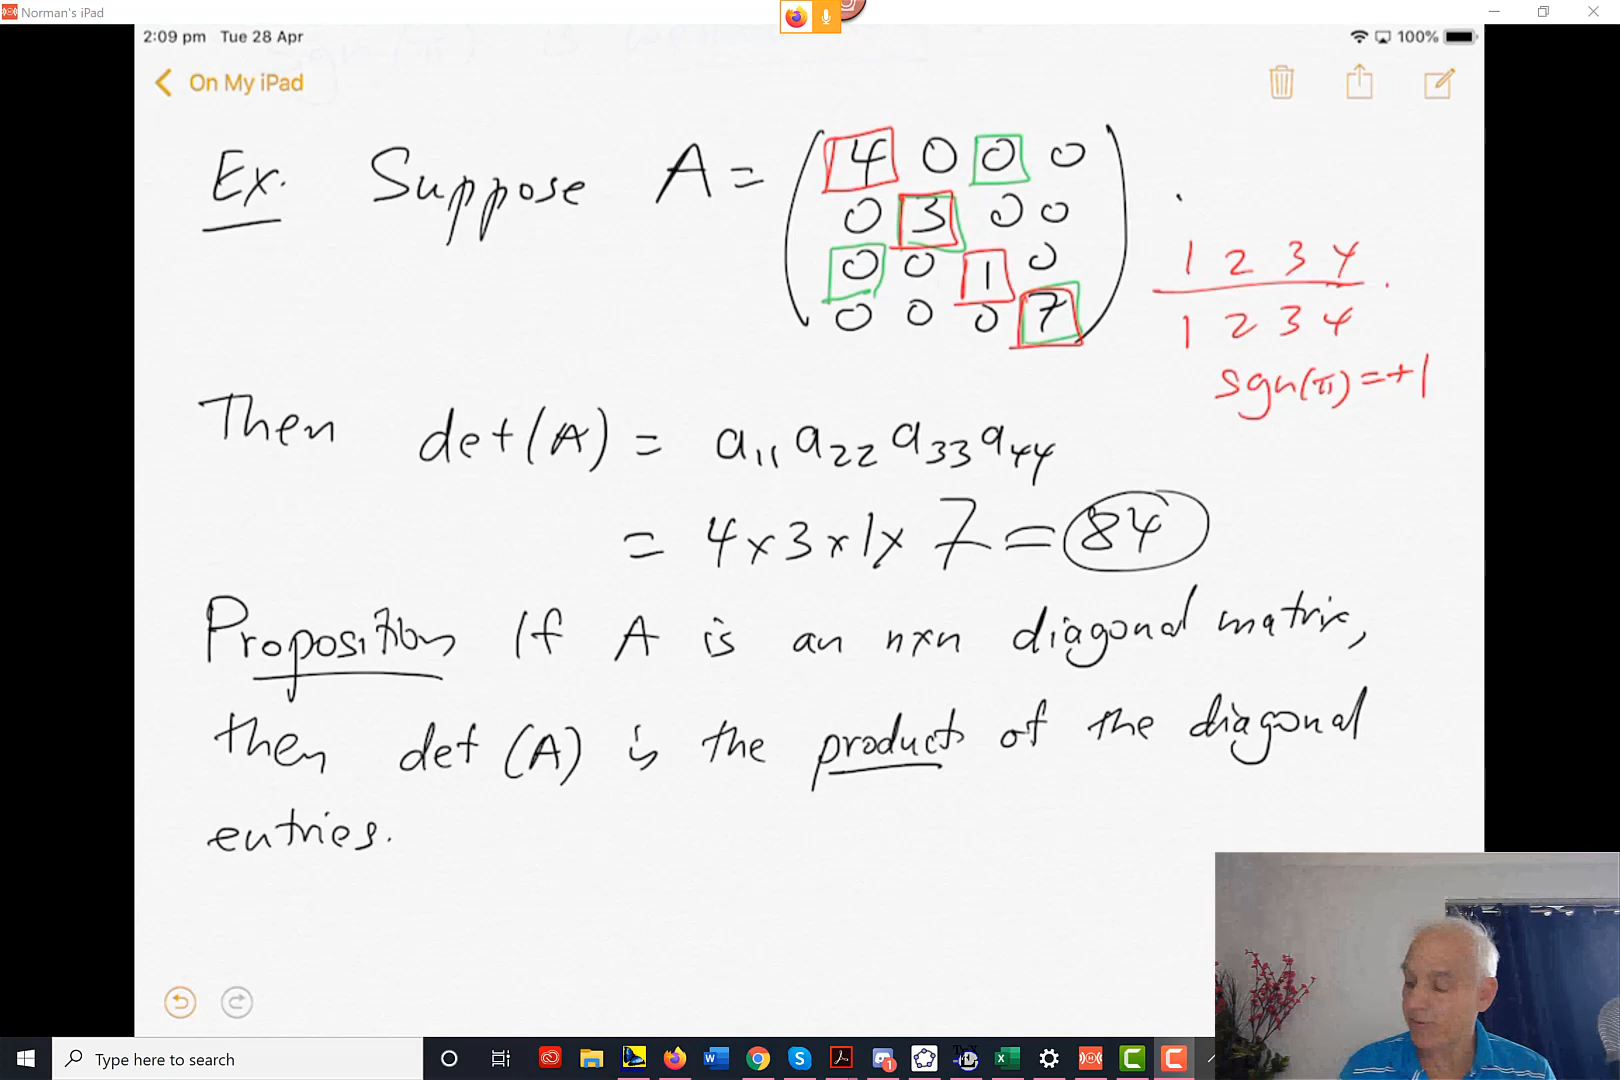 Norman's iPad
2:09 pm Tue 28 Apr
100%
On My iPad
Ex. Suppose A = ( 4 0 0 0
0 3 0 0
0 0 1 0
0 0 0 7 ) .
1 2 3 4
1 2 3 4
sgn(π)=+1
Then det(A) = a₁₁ a₂₂ a₃₃ a₄₄
= 4 x 3 x 1 x 7 = 84
Proposition If A is an nxn diagonal matrix,
then det (A) is the product of the diagonal
entries.
Type here to search